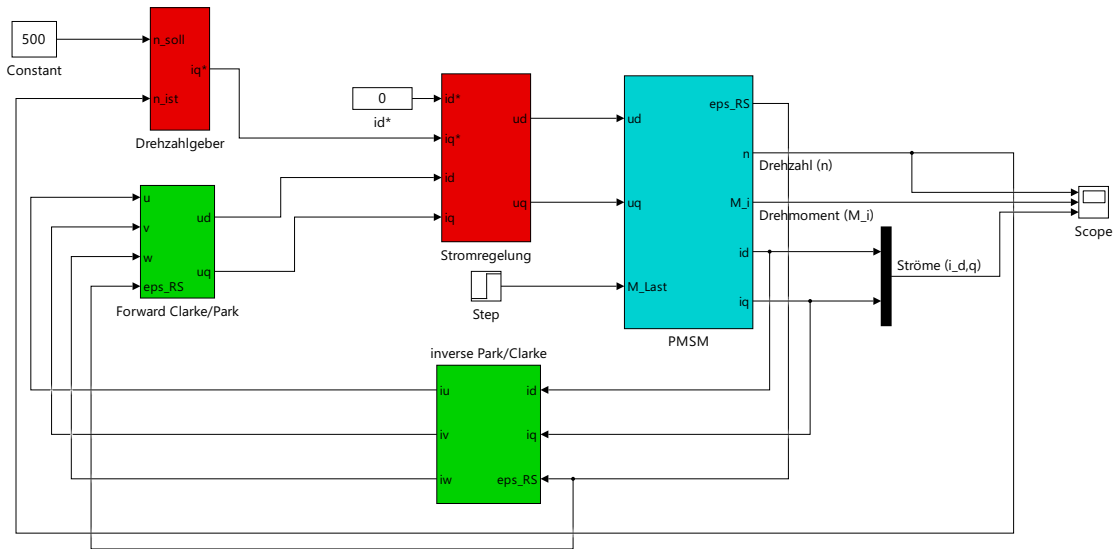 500
Constant
n_soll
iq*
n_ist
Drehzahlgeber
0
id*
id*
iq*
id
iq
ud
uq
Stromregelung
u
v
w
eps_RS
ud
uq
Forward Clarke/Park
Step
ud
uq
M_Last
eps_RS
n
M_i
id
iq
PMSM
Drehzahl (n)
Drehmoment (M_i)
Ströme (i_d,q)
Scope
inverse Park/Clarke
iu
iv
iw
id
iq
eps_RS